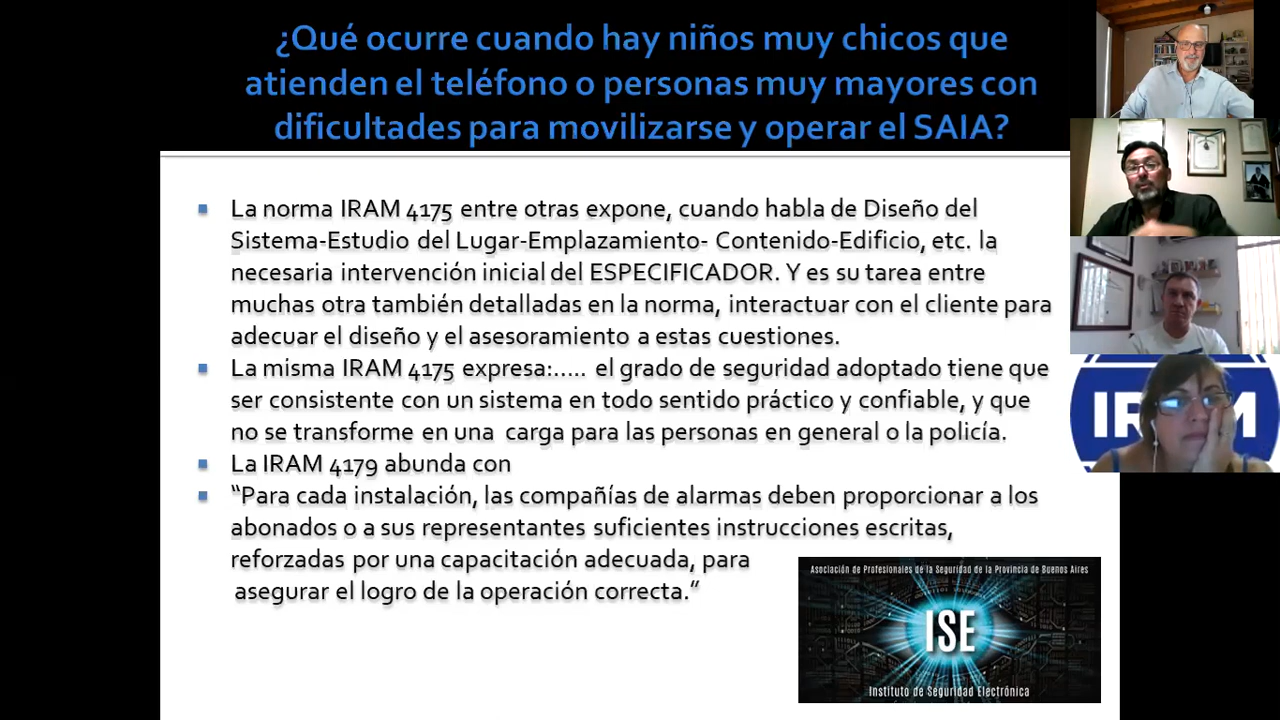 ¿Qué ocurre cuando hay niños muy chicos que
atienden el teléfono o personas muy mayores con
dificultades para movilizarse y operar el SAIA?
La norma IRAM 4175 entre otras expone, cuando habla de Diseño del
Sistema-Estudio del Lugar-Emplazamiento- Contenido-Edificio, etc. la
necesaria intervención inicial del ESPECIFICADOR. Y es su tarea entre
muchas otra también detalladas en la norma, interactuar con el cliente para
adecuar el diseño y el asesoramiento a estas cuestiones.
La misma IRAM 4175 expresa:..... el grado de seguridad adoptado tiene que
ser consistente con un sistema en todo sentido práctico y confiable, y que
no se transforme en una carga para las personas en general o la policía.
La IRAM 4179 abunda con
“Para cada instalación, las compañías de alarmas deben proporcionar a los
abonados o a sus representantes suficientes instrucciones escritas,
reforzadas por una capacitación adecuada, para
asegurar el logro de la operación correcta.”
Asociación de Profesionales de la Seguridad de la Provincia de Buenos Aires
ISE
Instituto de Seguridad Electrónica